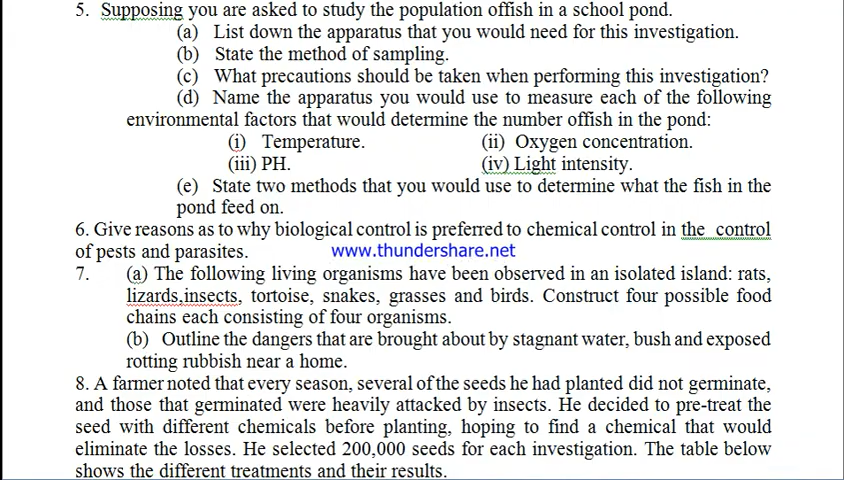 5. Supposing you are asked to study the population offish in a school pond.
(a) List down the apparatus that you would need for this investigation.
(b) State the method of sampling.
(c) What precautions should be taken when performing this investigation?
(d) Name the apparatus you would use to measure each of the following
environmental factors that would determine the number offish in the pond:
(i) Temperature. (ii) Oxygen concentration.
(iii) PH. (iv) Light intensity.
(e) State two methods that you would use to determine what the fish in the
pond feed on.
6. Give reasons as to why biological control is preferred to chemical control in the control
of pests and parasites. www.thundershare.net
7. (a) The following living organisms have been observed in an isolated island: rats,
lizards,insects, tortoise, snakes, grasses and birds. Construct four possible food
chains each consisting of four organisms.
(b) Outline the dangers that are brought about by stagnant water, bush and exposed
rotting rubbish near a home.
8. A farmer noted that every season, several of the seeds he had planted did not germinate,
and those that germinated were heavily attacked by insects. He decided to pre-treat the
seed with different chemicals before planting, hoping to find a chemical that would
eliminate the losses. He selected 200,000 seeds for each investigation. The table below
shows the different treatments and their results.